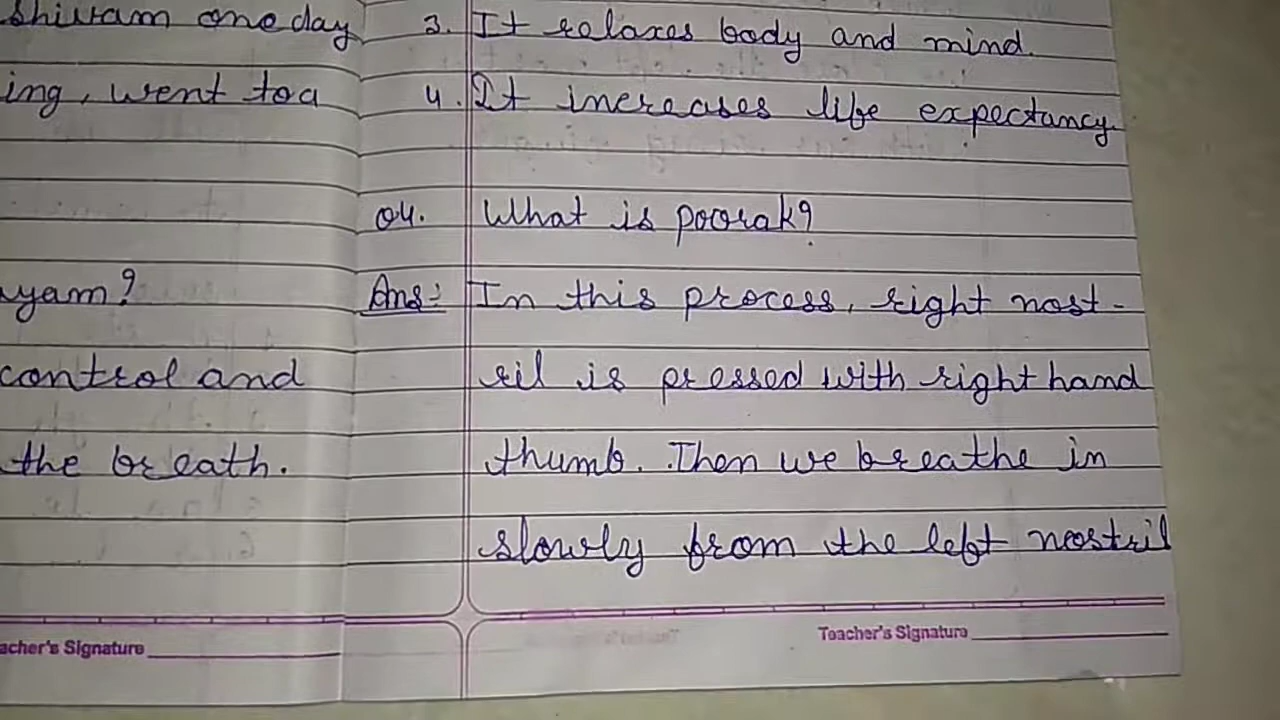 shivam one day
ing, went to a
yam?
control and
the breath.
acher's Signature
3. It relaxes body and mind.
4. It increases life expectancy.
Q4. What is poorak?
Ans: In this process, right nost-
ril is pressed with right hand
thumb. Then we breathe in
slowly from the left nostril
Teacher's Signature